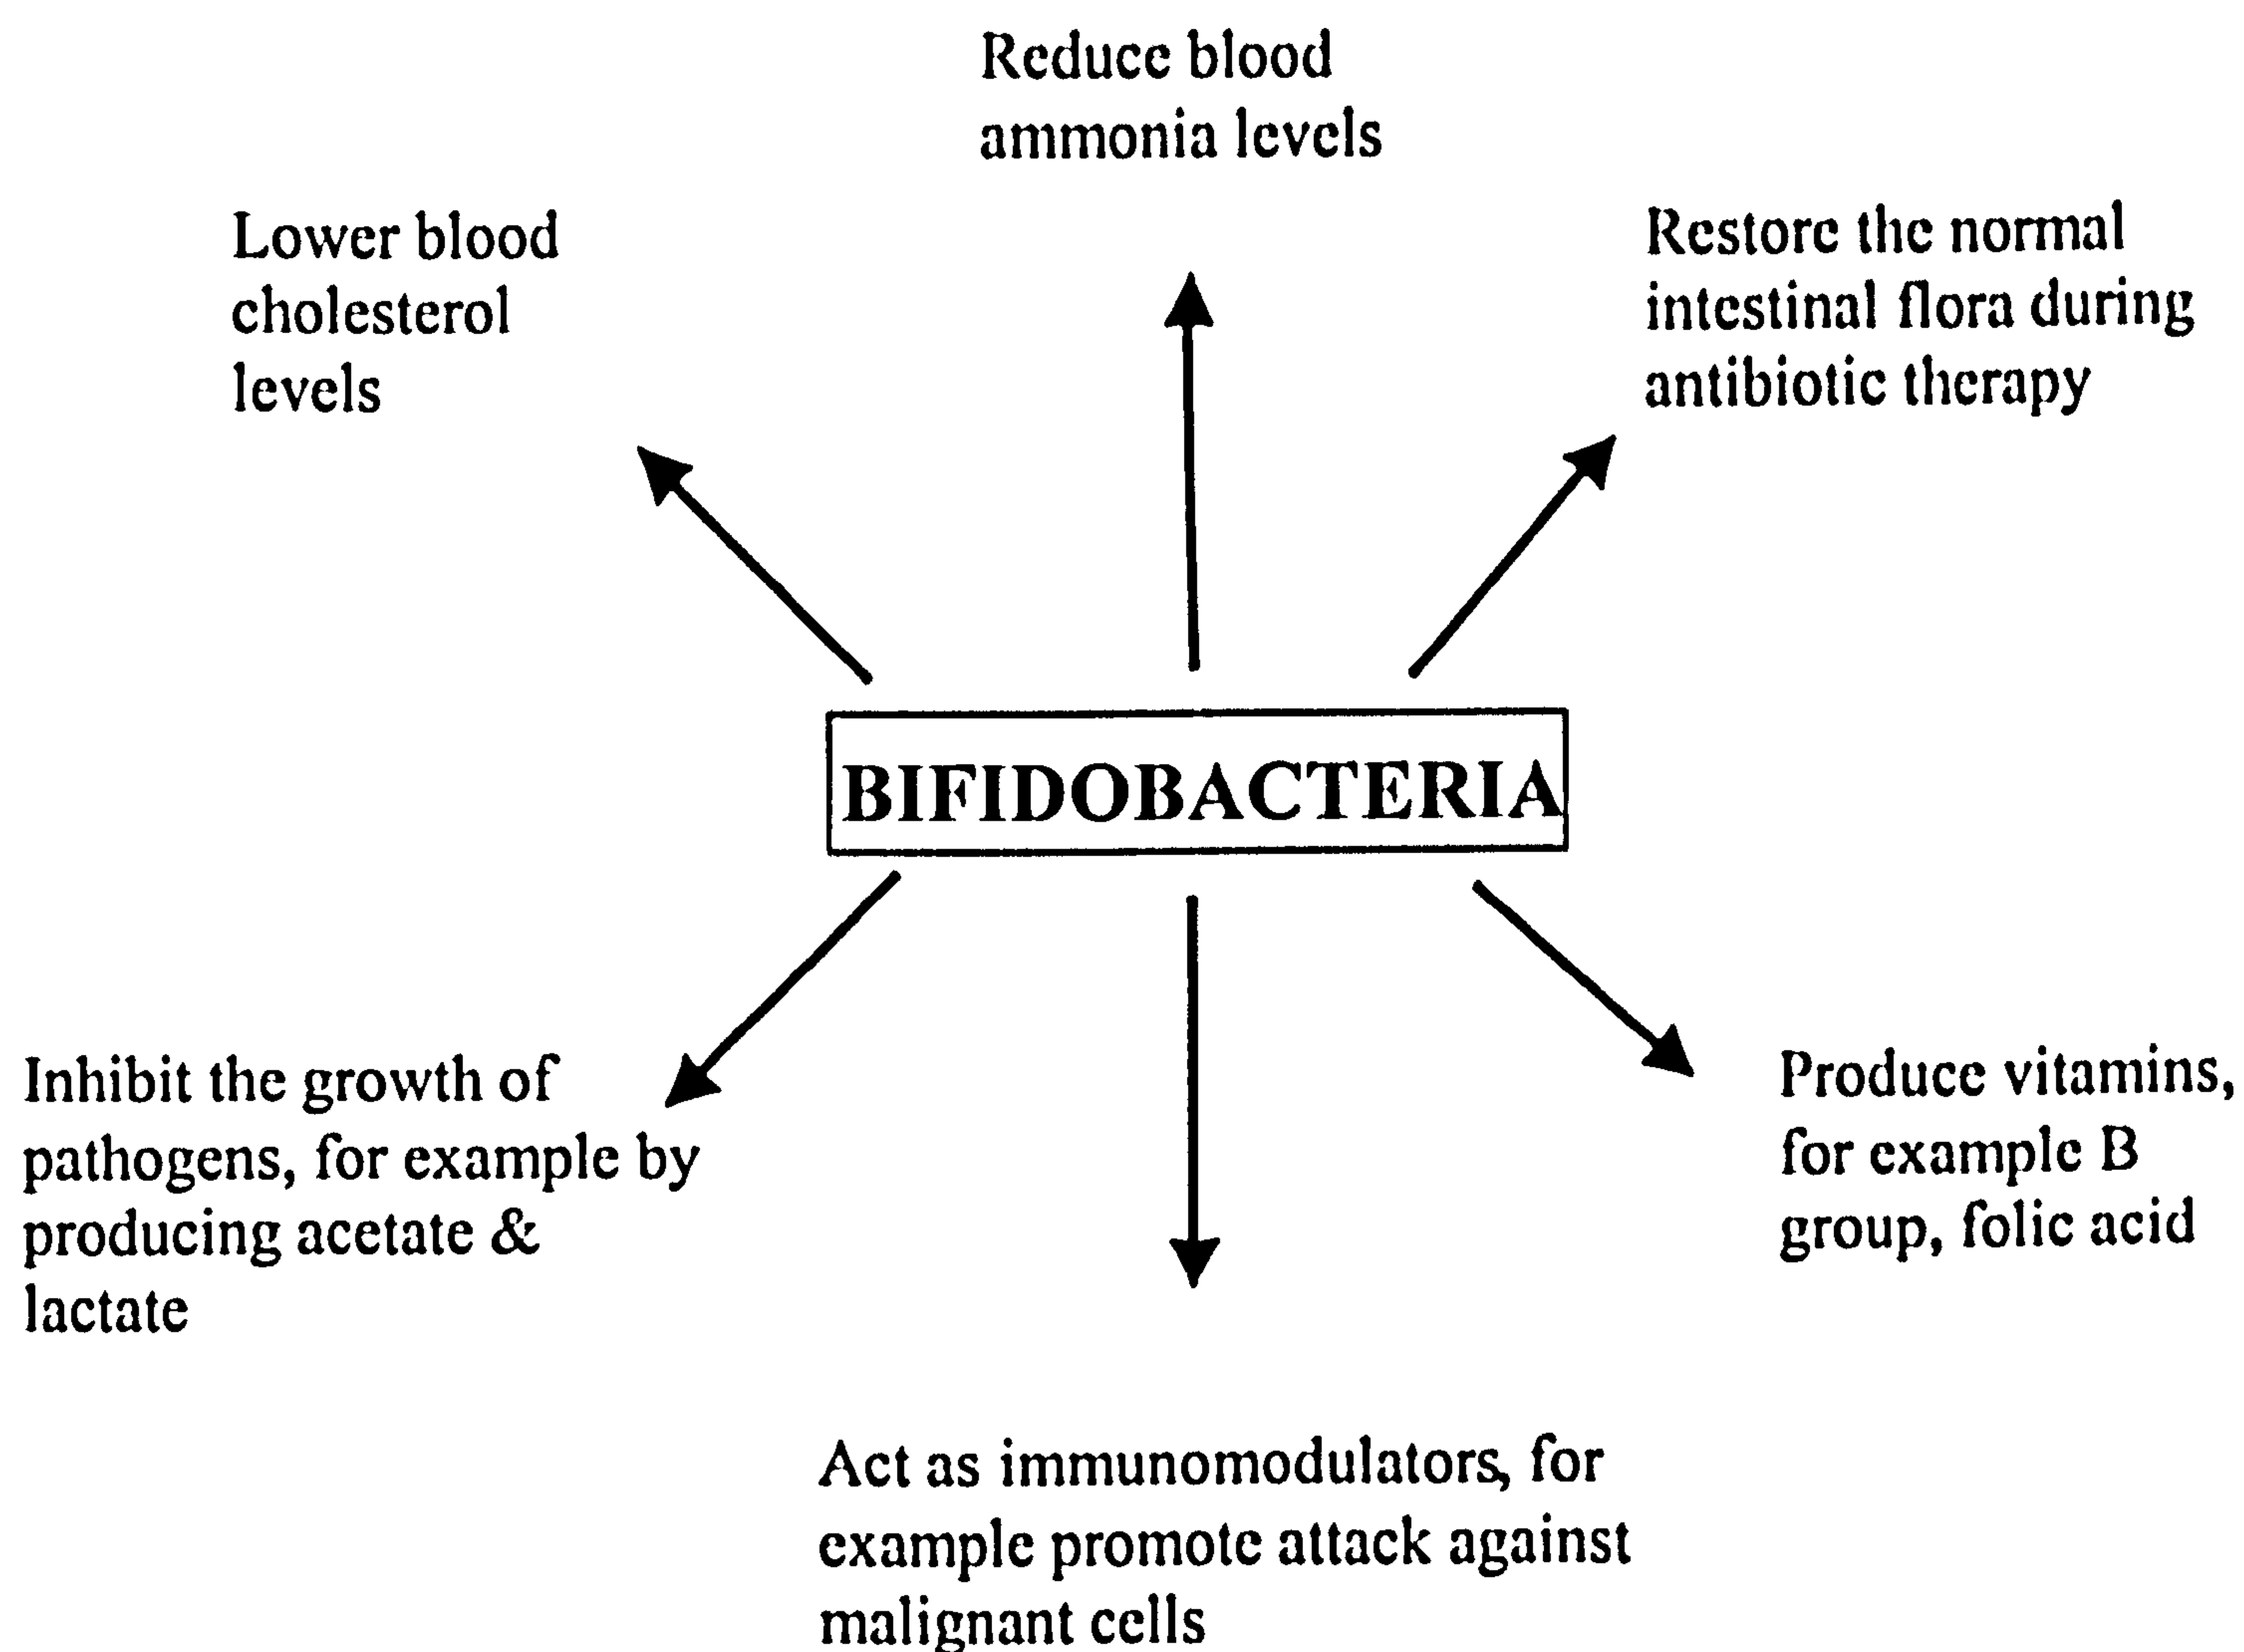 Reduce blood
ammonia levels
Lower blood
cholesterol
levels
Restore the normal
intestinal flora during
antibiotic therapy
BIFIDOBACTERIA
Inhibit the growth of
pathogens, for example by
producing acetate &
lactate
Produce vitamins,
for example B
group, folic acid
Act as immunomodulators, for
example promote attack against
malignant cells